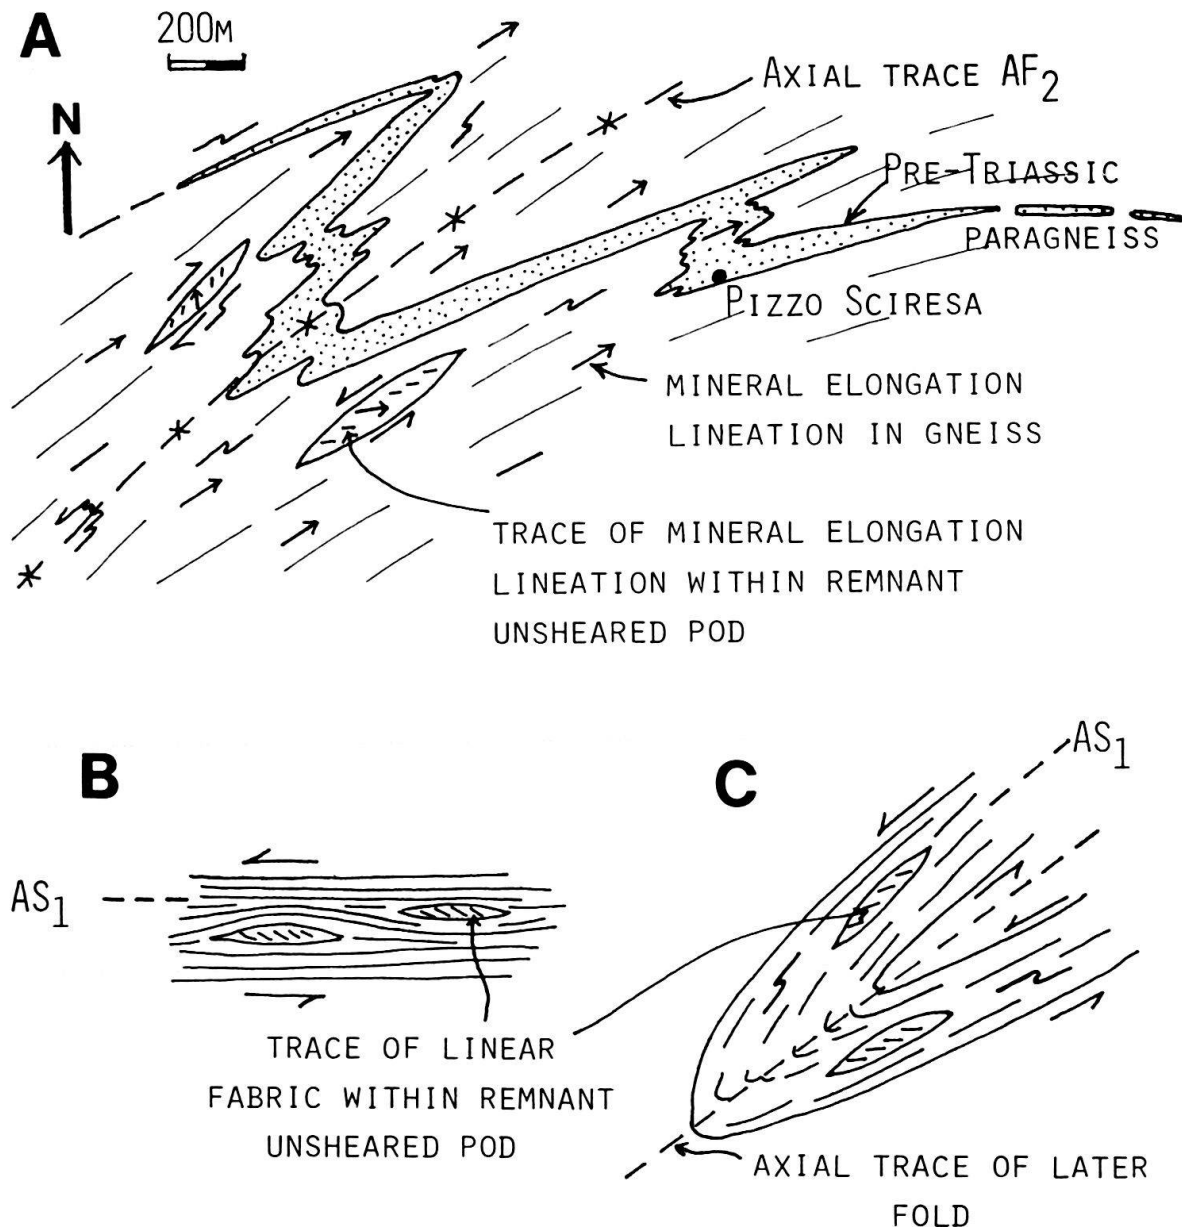 A
200M
N
AXIAL TRACE AF2
PRE-TRIASSIC
PARAGNEISS
PIZZO SCIRESA
MINERAL ELONGATION
LINEATION IN GNEISS
TRACE OF MINERAL ELONGATION
LINEATION WITHIN REMNANT
UNSHEARED POD
B
C
AS1
AS1
TRACE OF LINEAR
FABRIC WITHIN REMNANT
UNSHEARED POD
AXIAL TRACE OF LATER
FOLD